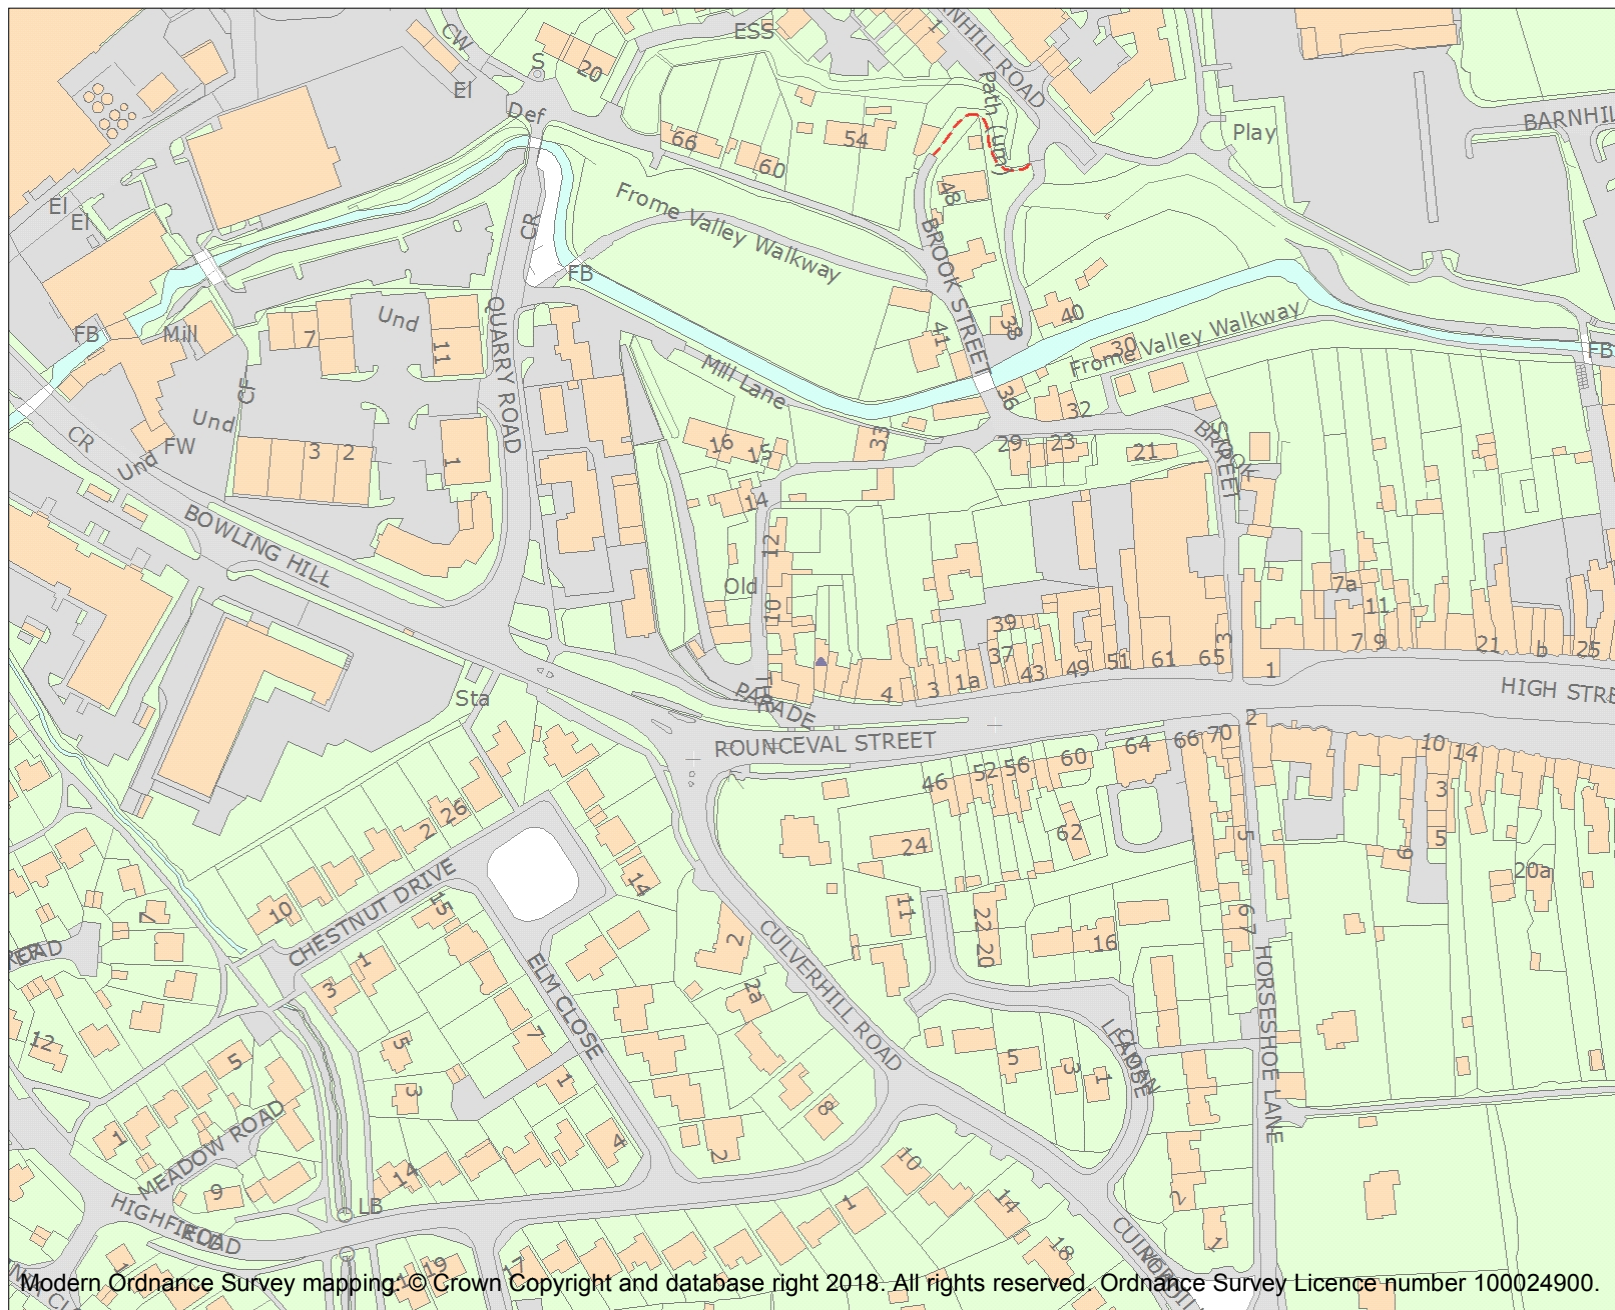 CW
ESS
1
BARNHILL ROAD
S
20
El
Def
Path (um)
Play
BARNHIL
66
60
54
48
El
El
CR
Frome Valley Walkway
BROOK STREET
FB
QUARRY ROAD
Und
7
11
FB
Mill
CF
Und
FW
CR
Und
3
2
1
Mill Lane
41
38
40
30
Frome Valley Walkway
FB
36
32
16
15
33
29
23
21
BROOK
STREET
14
12
10
Old
BOWLING HILL
39
37
43
49
51
61
65
3
1
7a
11
7
9
21
b
25
4
3
1a
THE
PARADE
HIGH STRE
Sta
ROUNCEVAL STREET
46
52
56
60
64
66
70
2
10
14
3
5
6
20a
62
24
5
2
26
14
10
15
CHESTNUT DRIVE
11
22
20
16
67
7
2
CULVERHILL ROAD
2a
1
3
ELM CLOSE
7
5
3
1
12
5
1
MEADOW ROAD
9
HIGHFIELD
ROAD
LB
14
4
2
8
5
3
1
LEAMAN
CLOSE
HORSESHOE LANE
10
14
1
18
2
1
19
17
1
Modern Ordnance Survey mapping: © Crown Copyright and database right 2018. All rights reserved. Ordnance Survey Licence number 100024900.